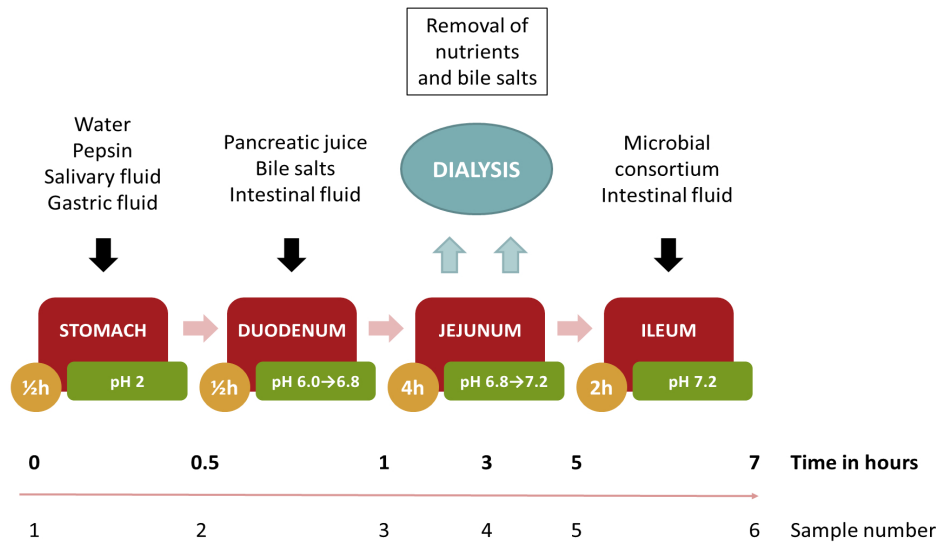 Removal of
nutrients
and bile salts
Water
Pepsin
Salivary fluid
Gastric fluid
Pancreatic juice
Bile salts
Intestinal fluid
DIALYSIS
Microbial
consortium
Intestinal fluid
STOMACH
DUODENUM
JEJUNUM
ILEUM
½h
pH 2
½h
pH 6.0→6.8
4h
pH 6.8→7.2
2h
pH 7.2
0 0.5 1 3 5 7 Time in hours
1 2 3 4 5 6 Sample number